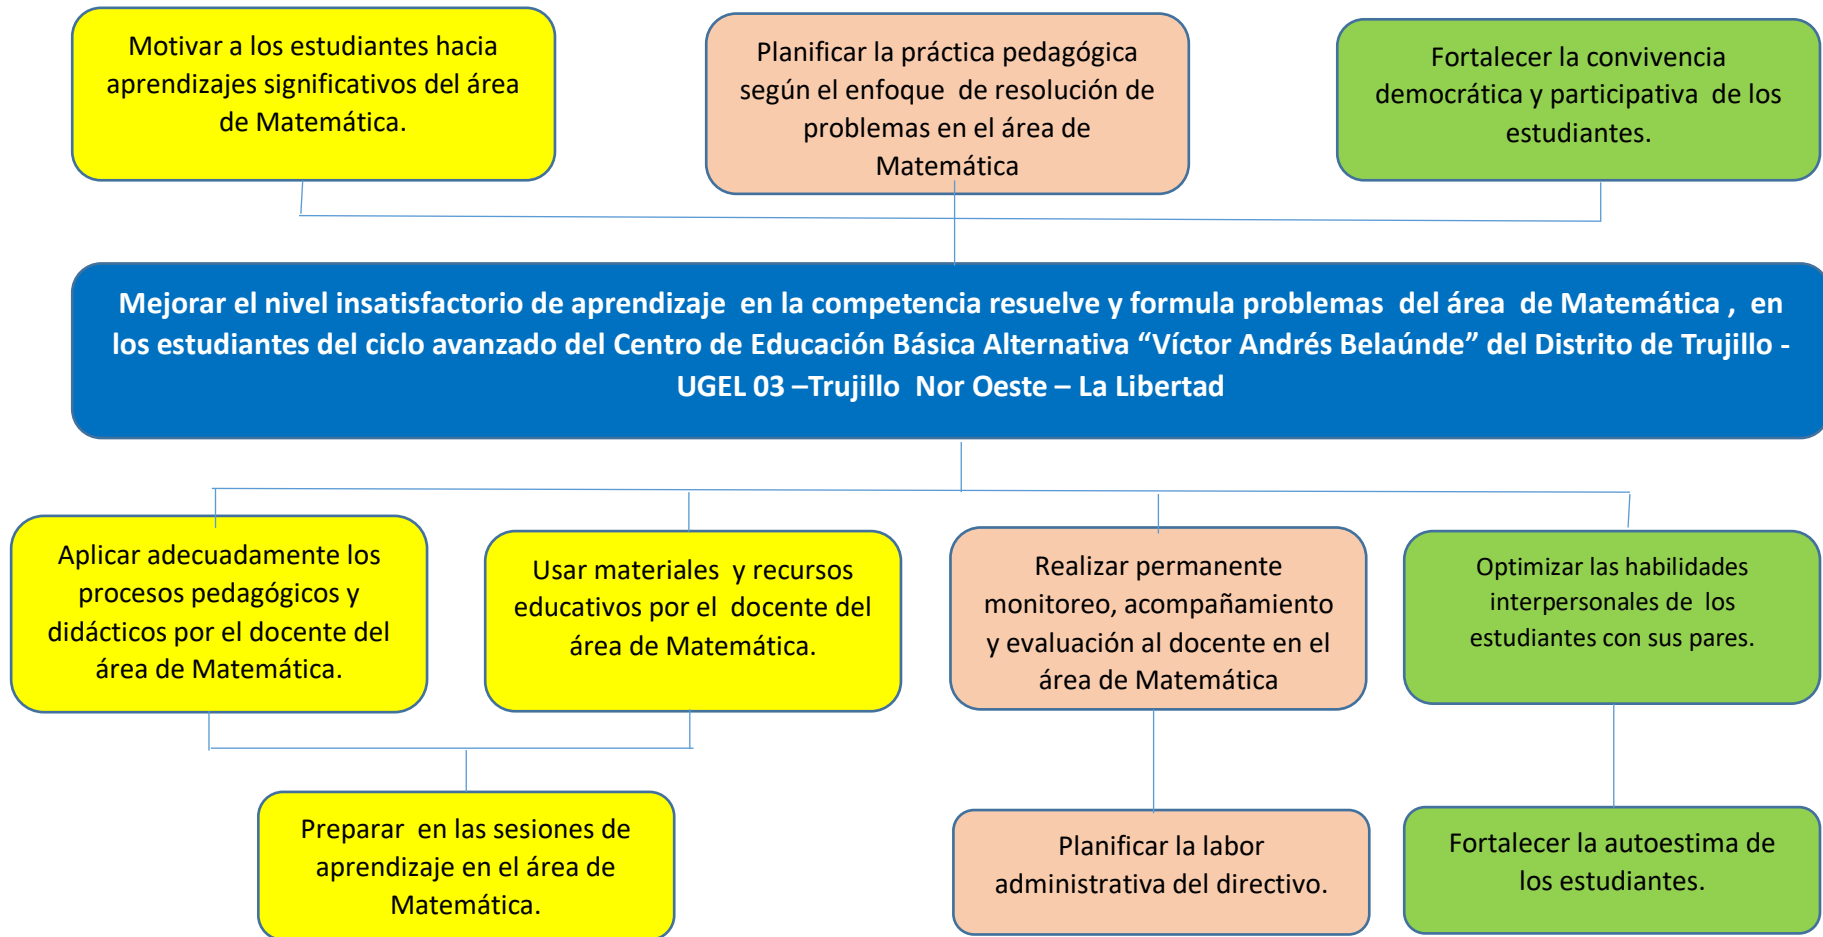 Motivar a los estudiantes hacia
aprendizajes significativos del área
de Matemática.
Planificar la práctica pedagógica
según el enfoque de resolución de
problemas en el área de
Matemática
Fortalecer la convivencia
democrática y participativa de los
estudiantes.
Mejorar el nivel insatisfactorio de aprendizaje en la competencia resuelve y formula problemas del área de Matemática , en
los estudiantes del ciclo avanzado del Centro de Educación Básica Alternativa “Víctor Andrés Belaúnde” del Distrito de Trujillo -
UGEL 03 –Trujillo Nor Oeste – La Libertad
Aplicar adecuadamente los
procesos pedagógicos y
didácticos por el docente del
área de Matemática.
Usar materiales y recursos
educativos por el docente del
área de Matemática.
Realizar permanente
monitoreo, acompañamiento
y evaluación al docente en el
área de Matemática
Optimizar las habilidades
interpersonales de los
estudiantes con sus pares.
Preparar en las sesiones de
aprendizaje en el área de
Matemática.
Planificar la labor
administrativa del directivo.
Fortalecer la autoestima de
los estudiantes.